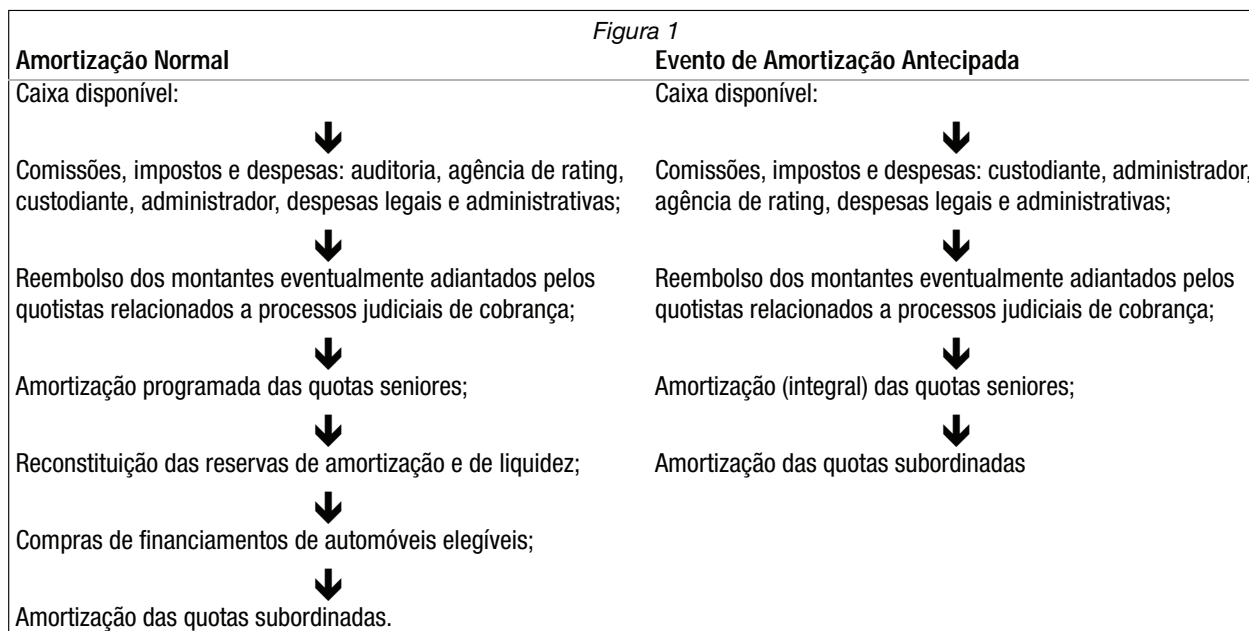 Figura 1
Amortização Normal
Caixa disponível:
Comissões, impostos e despesas: auditoria, agência de rating,
custodiante, administrador, despesas legais e administrativas;
Reembolso dos montantes eventualmente adiantados pelos
quotistas relacionados a processos judiciais de cobrança;
Amortização programada das quotas seniores;
Reconstituição das reservas de amortização e de liquidez;
Compras de financiamentos de automóveis elegíveis;
Amortização das quotas subordinadas.
Evento de Amortização Antecipada
Caixa disponível:
Comissões, impostos e despesas: custodiante, administrador,
agência de rating, despesas legais e administrativas;
Reembolso dos montantes eventualmente adiantados pelos
quotistas relacionados a processos judiciais de cobrança;
Amortização (integral) das quotas seniores;
Amortização das quotas subordinadas